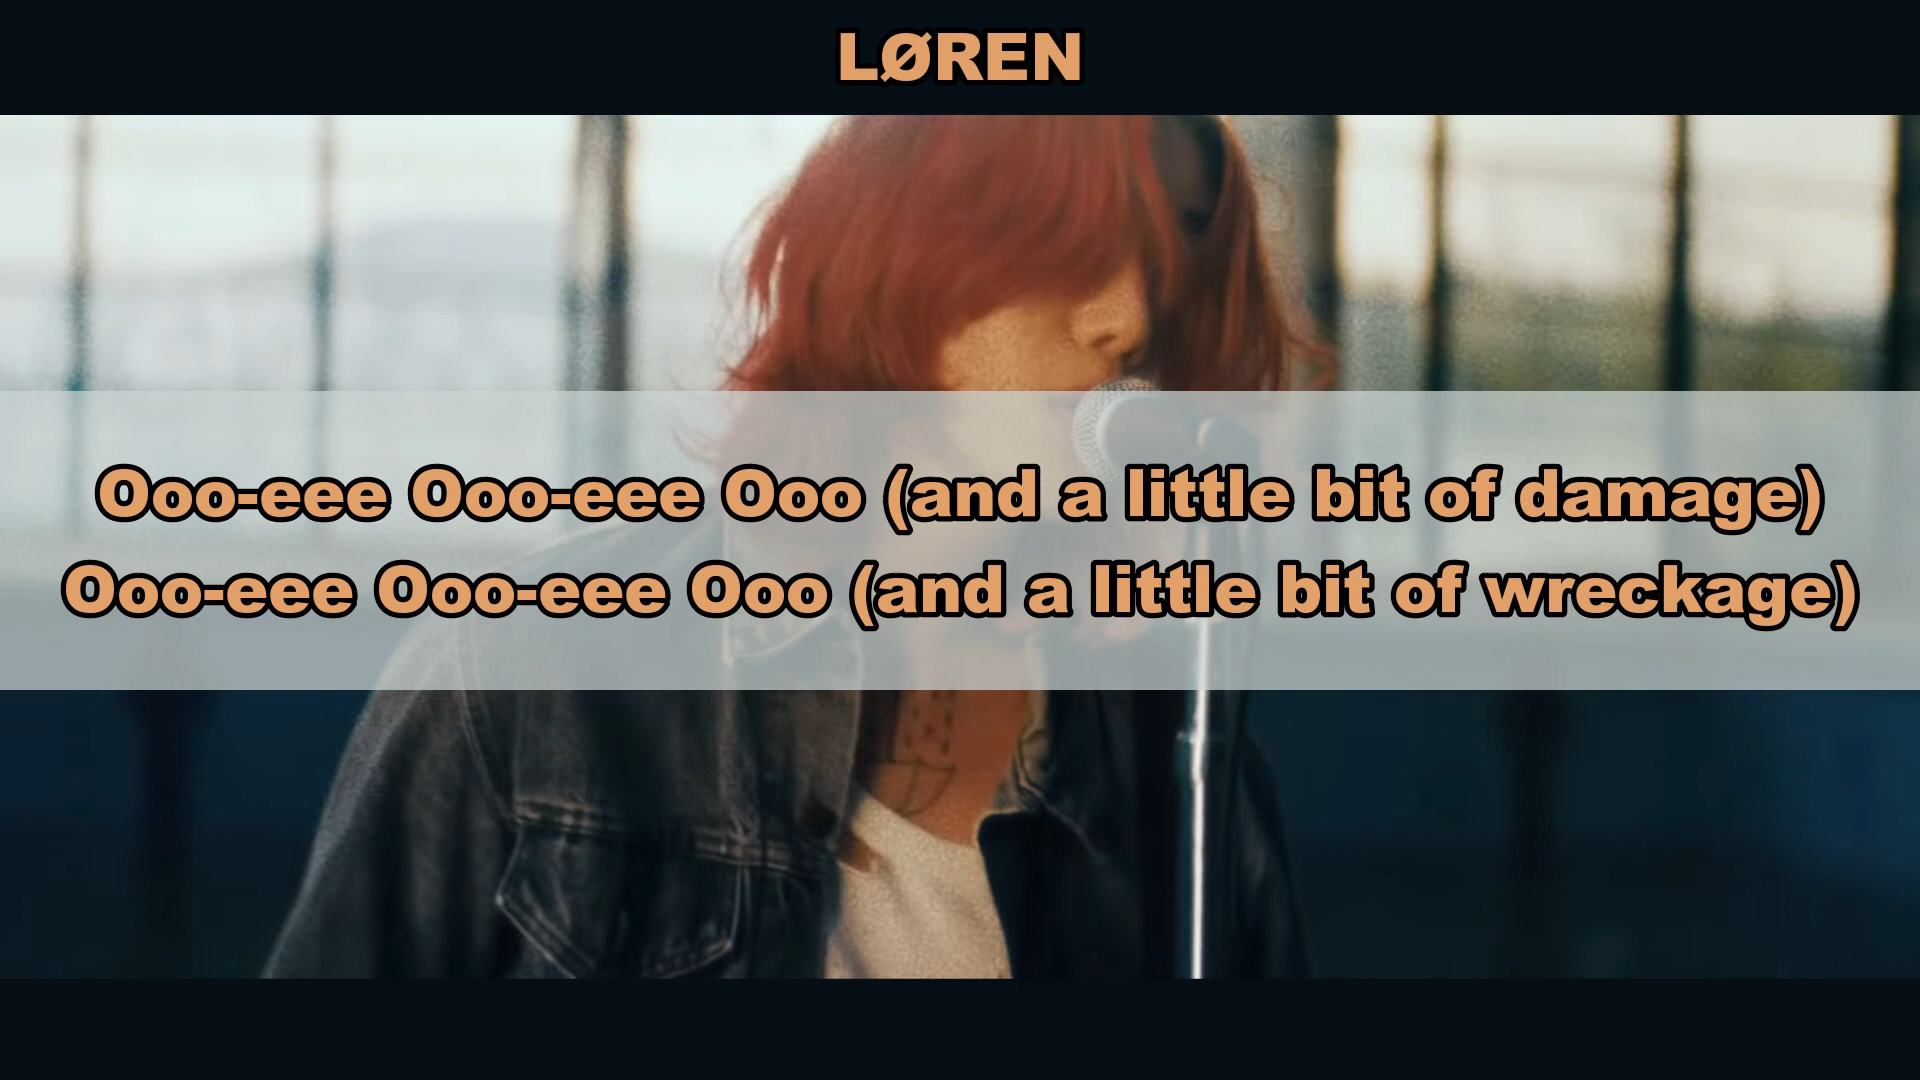 LØREN
Ooo-eee Ooo-eee Ooo (and a little bit of damage)
Ooo-eee Ooo-eee Ooo (and a little bit of wreckage)